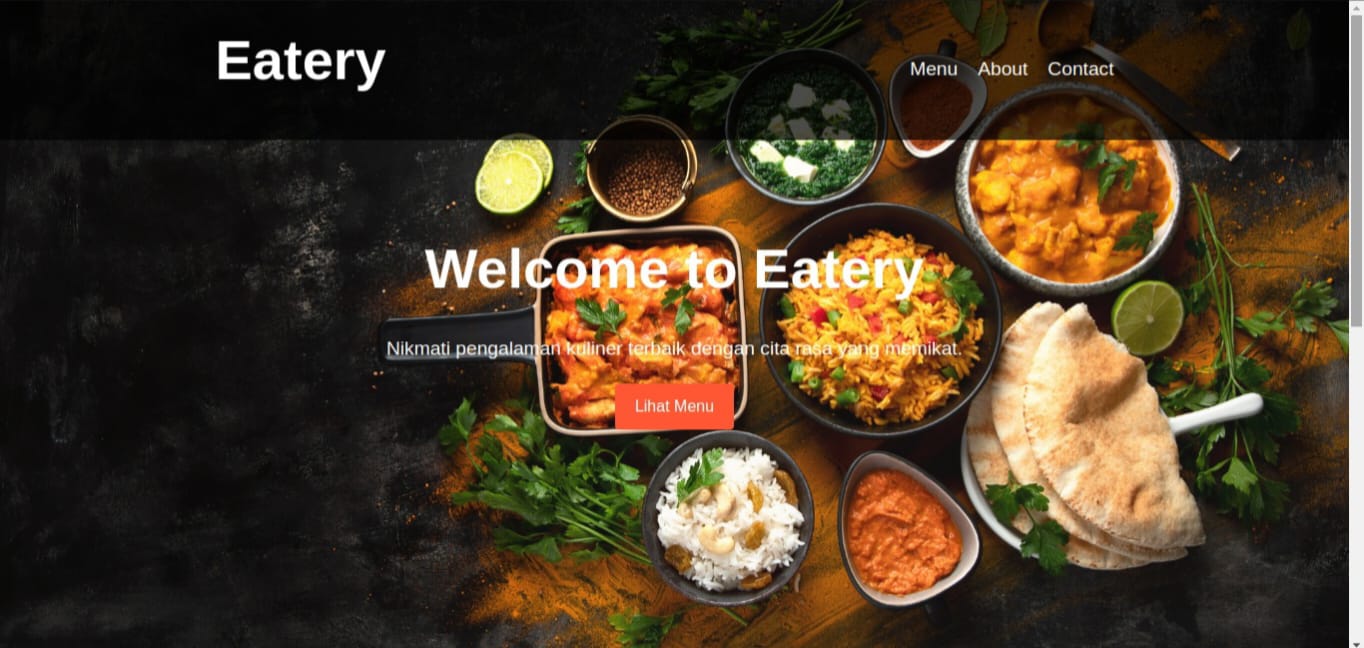 Eatery
Menu About Contact
Welcome to Eatery
Nikmati pengalaman kuliner terbaik dengan cita rasa yang memikat.
Lihat Menu